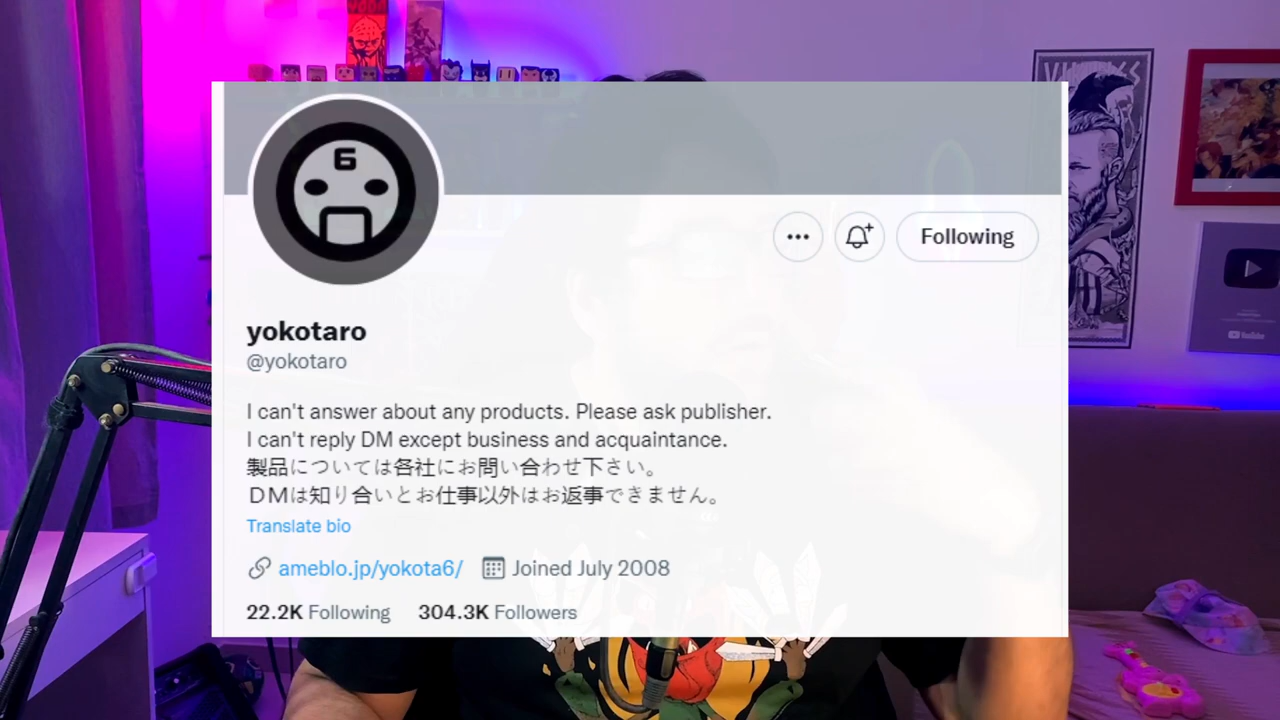 6
Following
yokotaro
@yokotaro
I can't answer about any products. Please ask publisher.
I can't reply DM except business and acquaintance.
製品については各社にお問い合わせ下さい。
ＤＭは知り合いとお仕事以外はお返事できません。
Translate bio
ameblo.jp/yokota6/ Joined July 2008
22.2K Following 304.3K Followers
YouTube